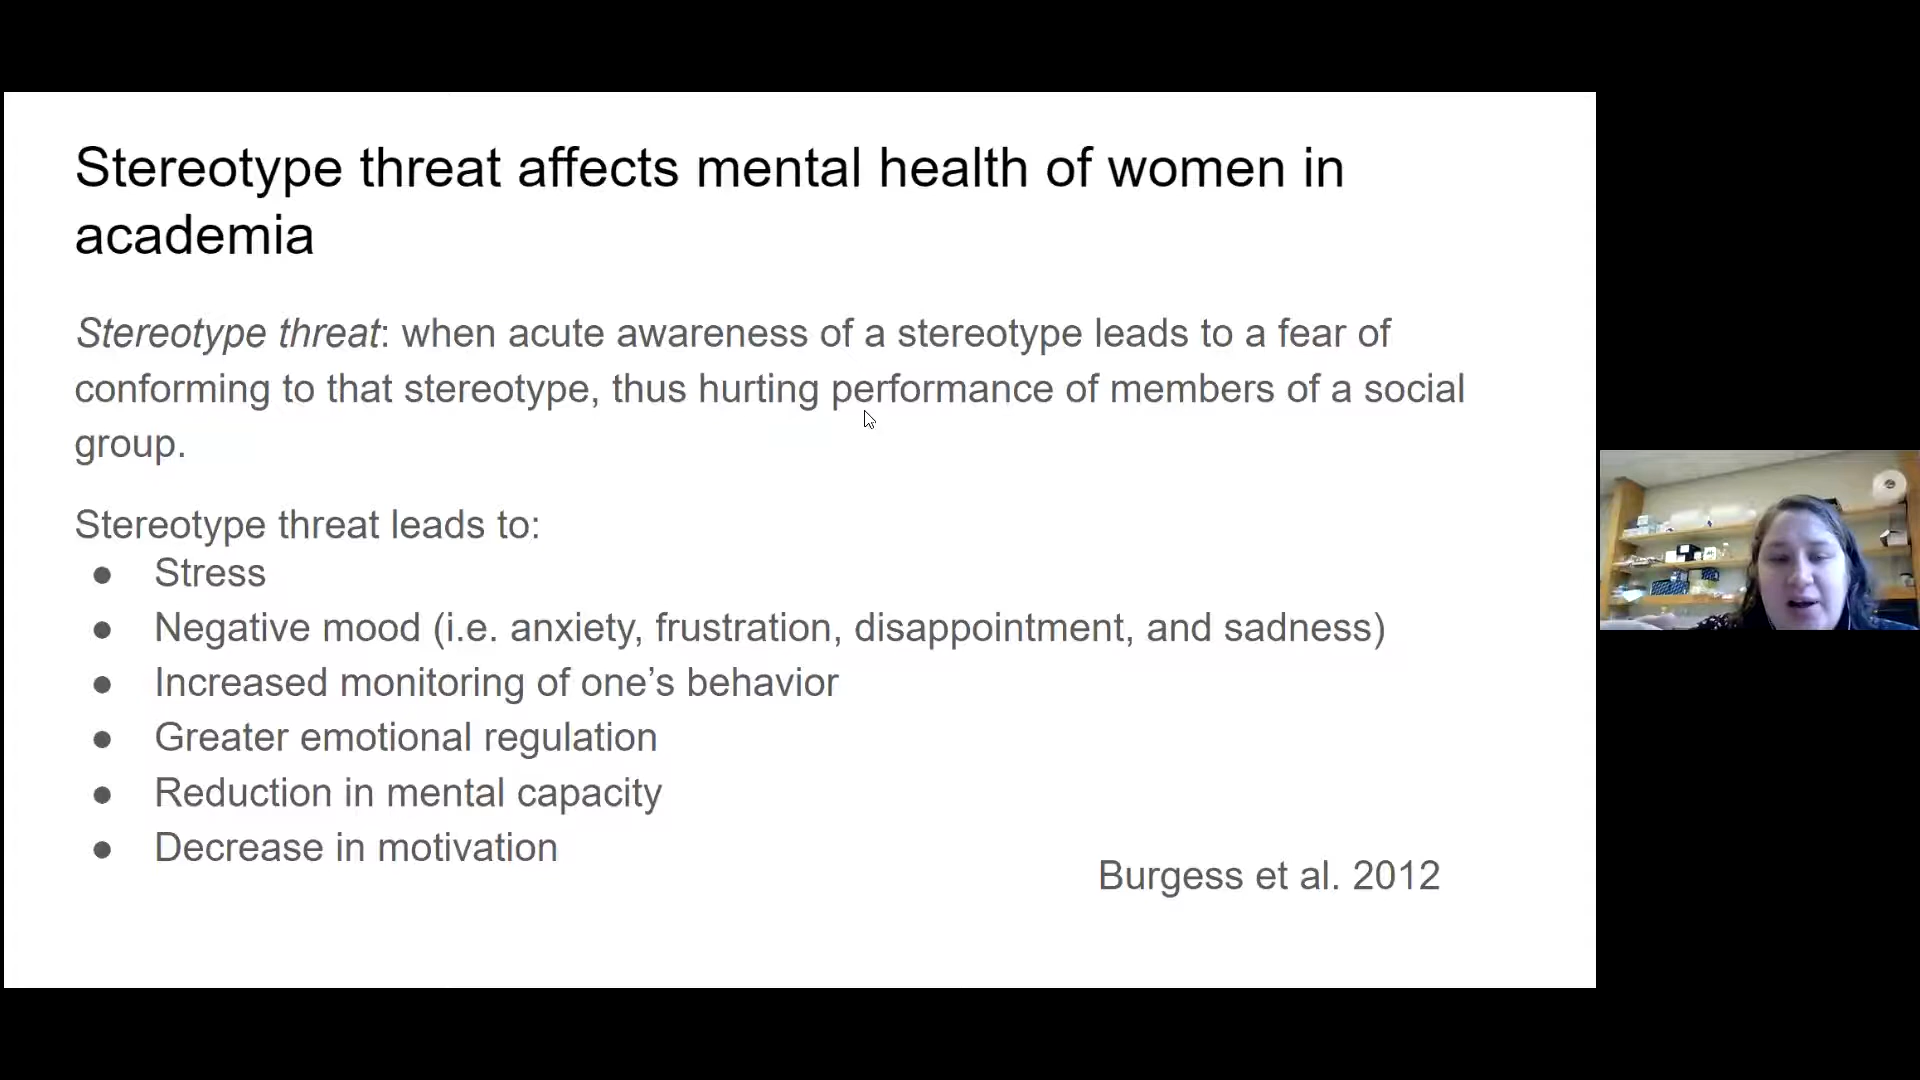 Stereotype threat affects mental health of women in
academia
Stereotype threat: when acute awareness of a stereotype leads to a fear of
conforming to that stereotype, thus hurting performance of members of a social
group.
Stereotype threat leads to:
● Stress
● Negative mood (i.e. anxiety, frustration, disappointment, and sadness)
● Increased monitoring of one’s behavior
● Greater emotional regulation
● Reduction in mental capacity
● Decrease in motivation
Burgess et al. 2012